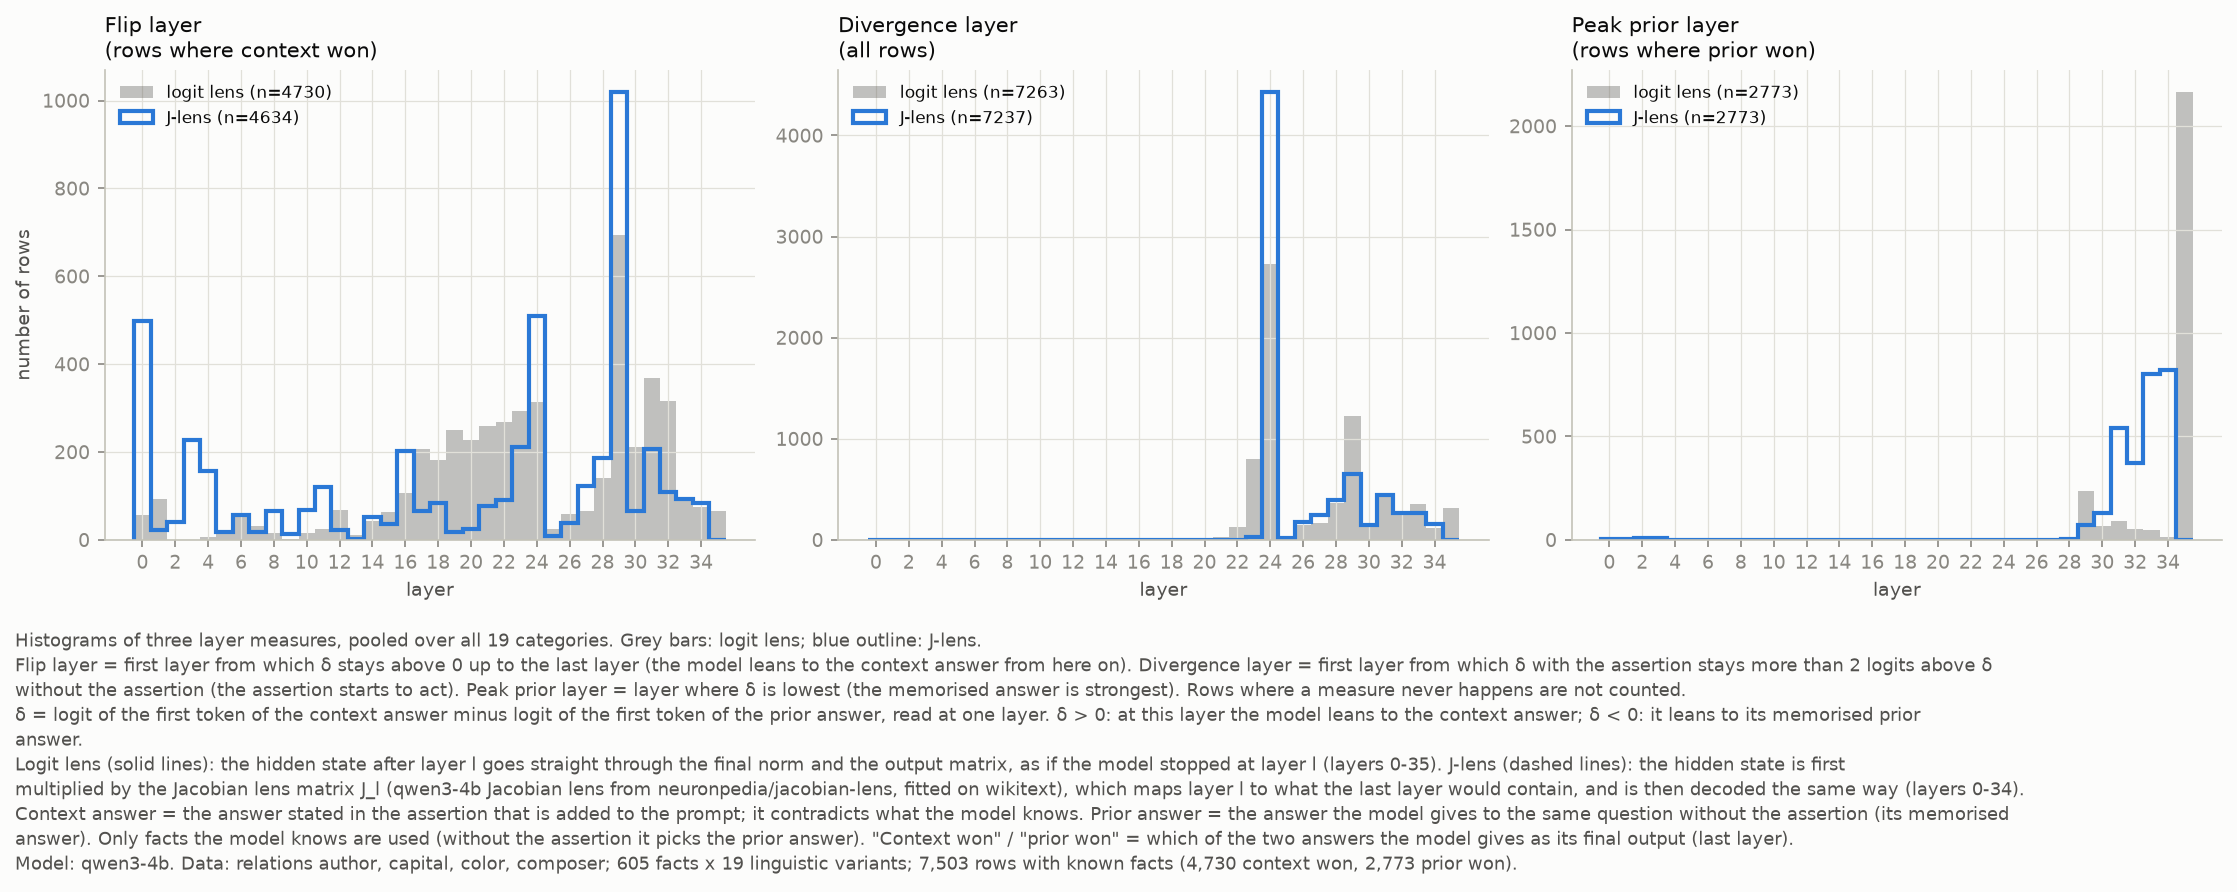 Flip layer
(rows where context won)
logit lens (n=4730)
J-lens (n=4634)
number of rows
1000
800
600
400
200
0
0 2 4 6 8 10 12 14 16 18 20 22 24 26 28 30 32 34
layer
Divergence layer
(all rows)
logit lens (n=7263)
J-lens (n=7237)
4000
3000
2000
1000
0
0 2 4 6 8 10 12 14 16 18 20 22 24 26 28 30 32 34
layer
Peak prior layer
(rows where prior won)
logit lens (n=2773)
J-lens (n=2773)
2000
1500
1000
500
0
0 2 4 6 8 10 12 14 16 18 20 22 24 26 28 30 32 34
layer
Histograms of three layer measures, pooled over all 19 categories. Grey bars: logit lens; blue outline: J-lens.
Flip layer = first layer from which δ stays above 0 up to the last layer (the model leans to the context answer from here on). Divergence layer = first layer from which δ with the assertion stays more than 2 logits above δ
without the assertion (the assertion starts to act). Peak prior layer = layer where δ is lowest (the memorised answer is strongest). Rows where a measure never happens are not counted.
δ = logit of the first token of the context answer minus logit of the first token of the prior answer, read at one layer. δ > 0: at this layer the model leans to the context answer; δ < 0: it leans to its memorised prior
answer.
Logit lens (solid lines): the hidden state after layer l goes straight through the final norm and the output matrix, as if the model stopped at layer l (layers 0-35). J-lens (dashed lines): the hidden state is first
multiplied by the Jacobian lens matrix J_l (qwen3-4b Jacobian lens from neuronpedia/jacobian-lens, fitted on wikitext), which maps layer l to what the last layer would contain, and is then decoded the same way (layers 0-34).
Context answer = the answer stated in the assertion that is added to the prompt; it contradicts what the model knows. Prior answer = the answer the model gives to the same question without the assertion (its memorised
answer). Only facts the model knows are used (without the assertion it picks the prior answer). "Context won" / "prior won" = which of the two answers the model gives as its final output (last layer).
Model: qwen3-4b. Data: relations author, capital, color, composer; 605 facts x 19 linguistic variants; 7,503 rows with known facts (4,730 context won, 2,773 prior won).